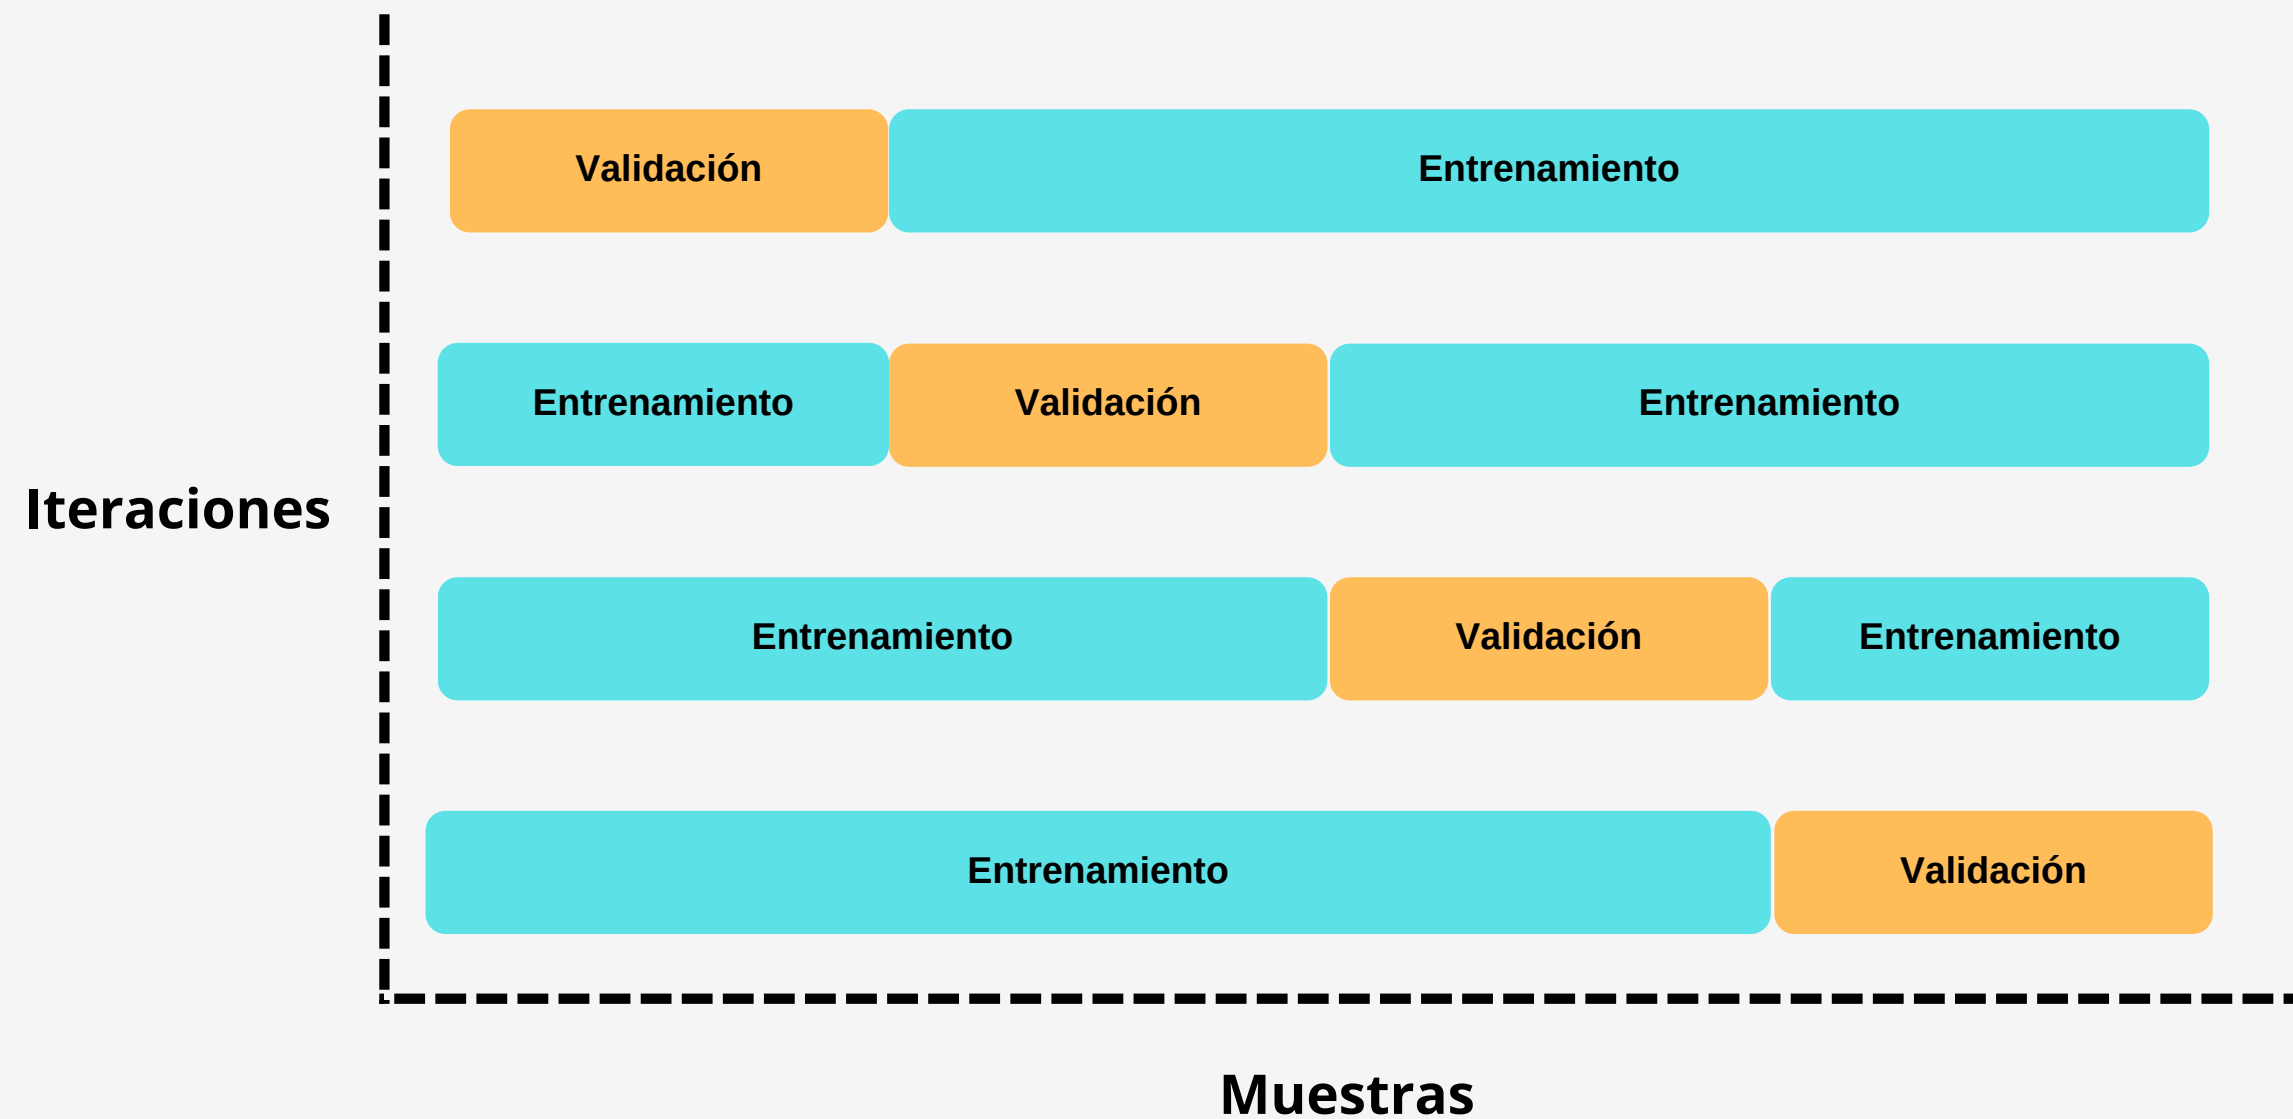 Validación
Entrenamiento
Entrenamiento
Validación
Entrenamiento
Iteraciones
Entrenamiento
Validación
Entrenamiento
Entrenamiento
Validación
Muestras